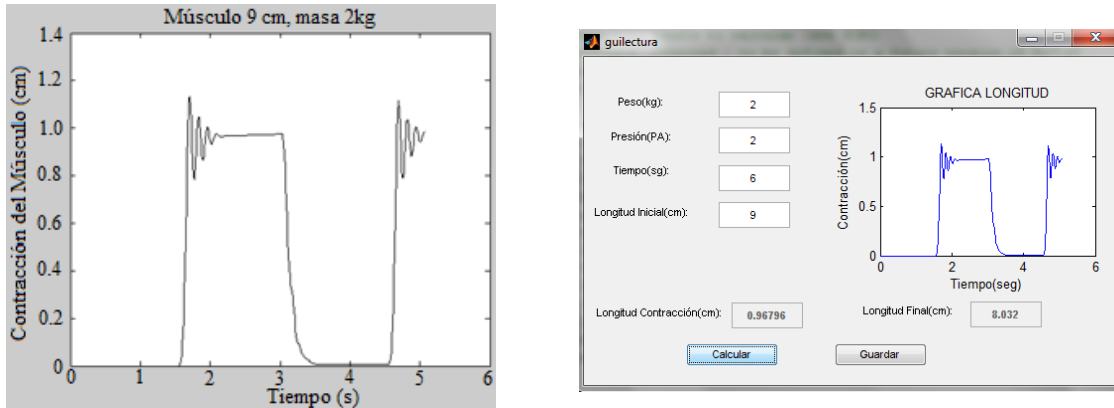 Músculo 9 cm, masa 2kg
Contracción del Músculo (cm)
1.4
1.2
1.0
0.8
0.6
0.4
0.2
0
0 1 2 3 4 5 6
Tiempo (s)
guilectura
Peso(kg): 2
Presión(PA): 2
Tiempo(sg): 6
Longitud Inicial(cm): 9
GRAFICA LONGITUD
Contracción(cm)
1.5
1
0.5
0
0 2 4 6
Tiempo(seg)
Longitud Contracción(cm): 0.96796
Longitud Final(cm): 8.032
Calcular
Guardar